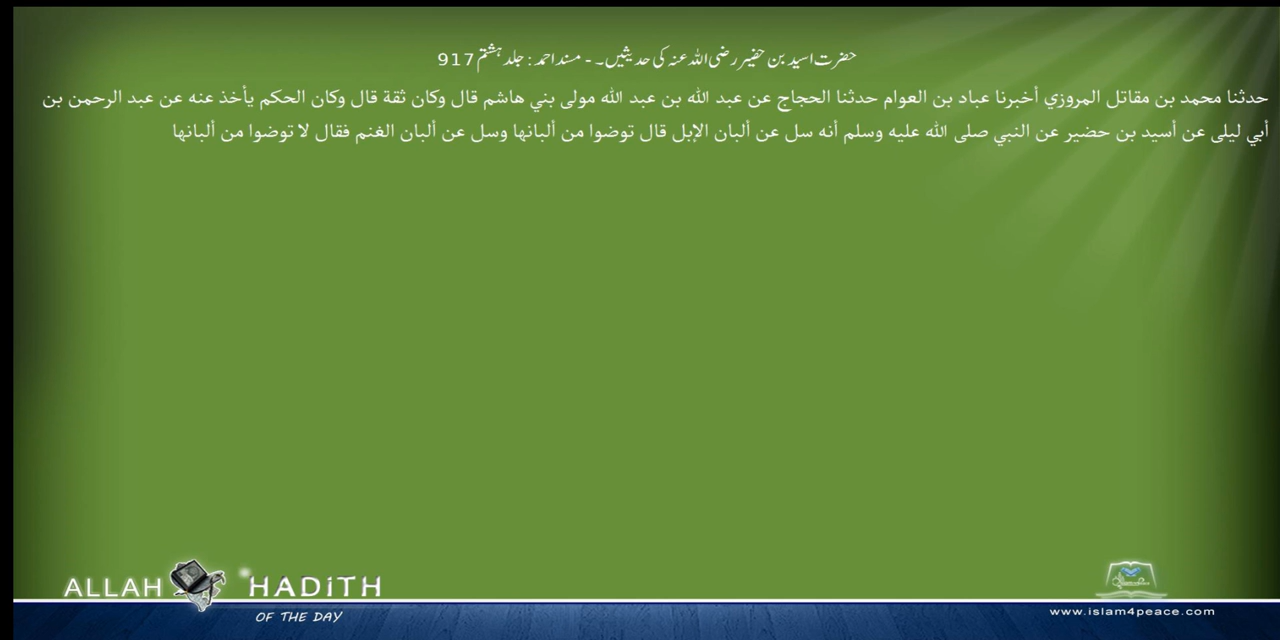 حضرت اسید بن حضیر رضی اللہ عنہ کی حدیثیں۔ - مسند احمد: جلد ہشتم 917
حدثنا محمد بن مقاتل المروزي أخبرنا عباد بن العوام حدثنا الحجاج عن عبد الله بن عبد الله مولى بني هاشم قال وكان ثقة قال وكان الحكم يأخذ عنه عن عبد الرحمن بن
أبي ليلى عن أسيد بن حضير عن النبي صلى الله عليه وسلم أنه سل عن ألبان الإبل قال توضوا من ألبانها وسل عن ألبان الغنم فقال لا توضوا من ألبانها
ALLAH HADITH
OF THE DAY
www.islam4peace.com